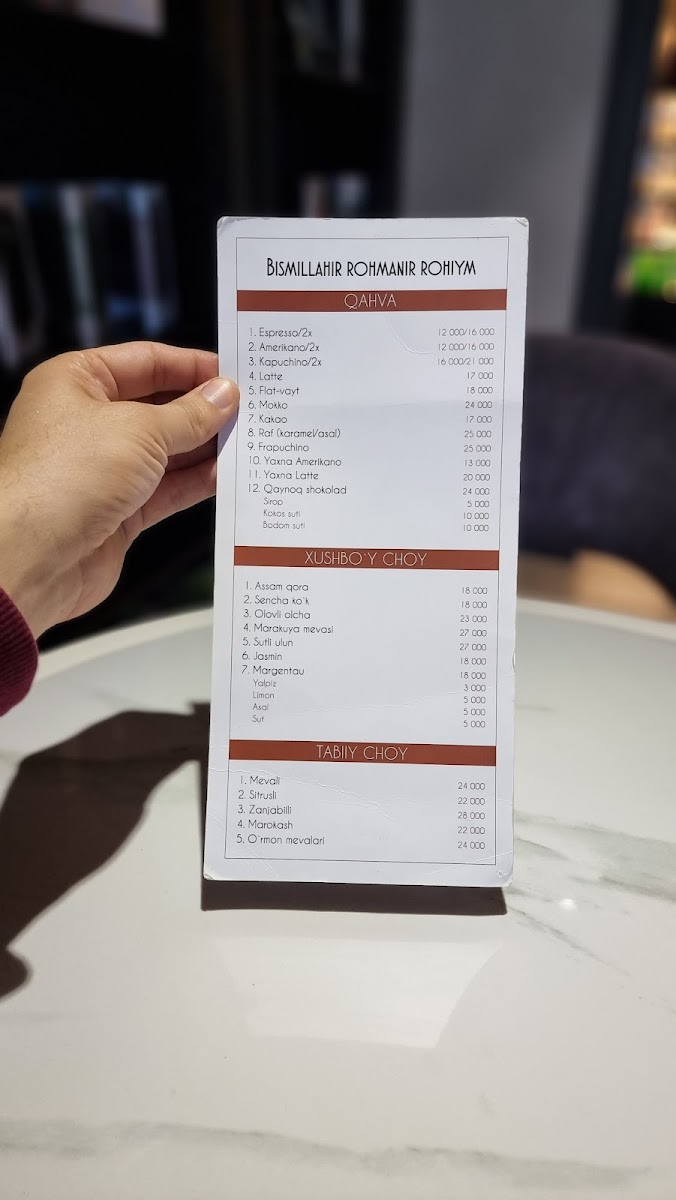 BISMILLAHIR ROHMANIR ROHIYM
QAHVA
1. Espresso/2x 12 000/16 000
2. Amerikano/2x 12 000/16 000
3. Kapuchino/2x 16 000/21 000
4. Latte 17 000
5. Flat-vayt 18 000
6. Mokko 24 000
7. Kakao 17 000
8. Raf (karamel/asal) 25 000
9. Frapuchino 25 000
10. Yaxna Amerikano 13 000
11. Yaxna Latte 20 000
12. Qaynoq shokolad 24 000
Sirop 5 000
Kokos suti 10 000
Bodom suti 10 000
XUSHBO`Y CHOY
1. Assam qora 18 000
2. Sencha ko`k 18 000
3. Olovli olcha 23 000
4. Marakuya mevasi 27 000
5. Sutli ulun 27 000
6. Jasmin 18 000
7. Margentau 18 000
Yalpiz 3 000
Limon 5 000
Asal 5 000
Sut 5 000
TABIIY CHOY
1. Mevali 24 000
2. Sitrusli 22 000
3. Zanjabilli 28 000
4. Marokash 22 000
5. O`rmon mevalari 24 000